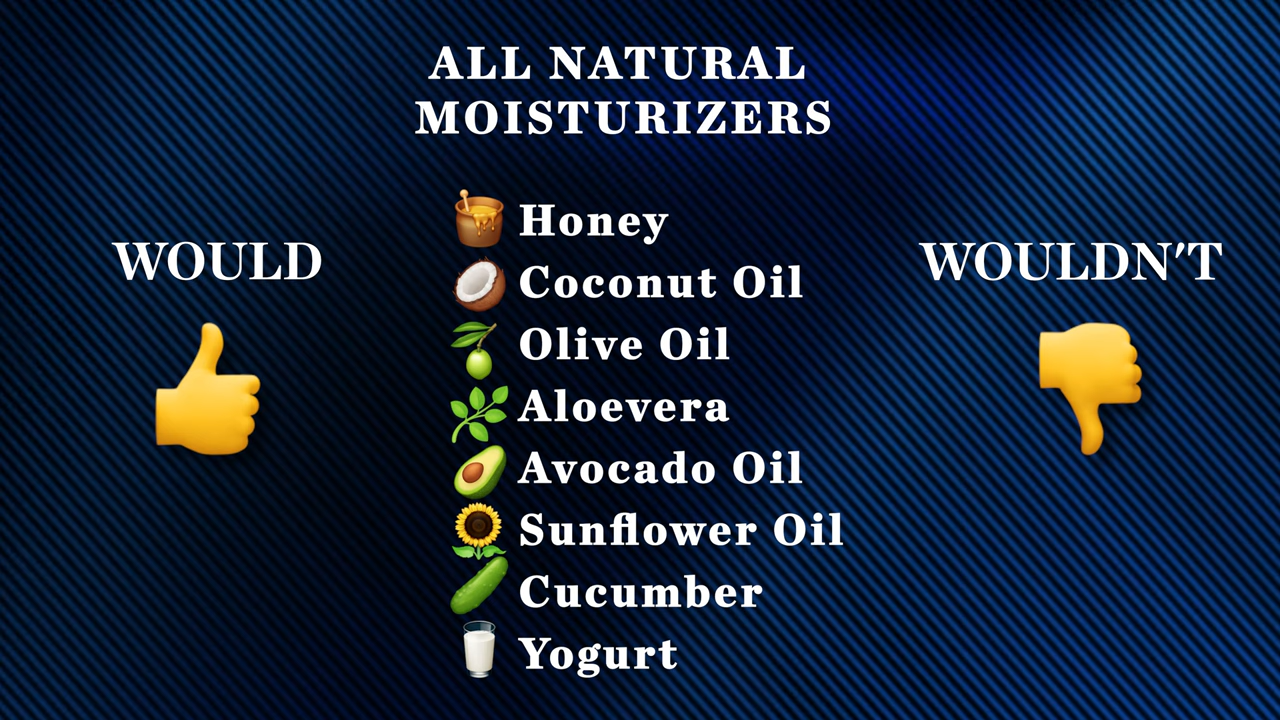 ALL NATURAL
MOISTURIZERS
WOULD
Honey
Coconut Oil
Olive Oil
Aloevera
Avocado Oil
Sunflower Oil
Cucumber
Yogurt
WOULDN'T